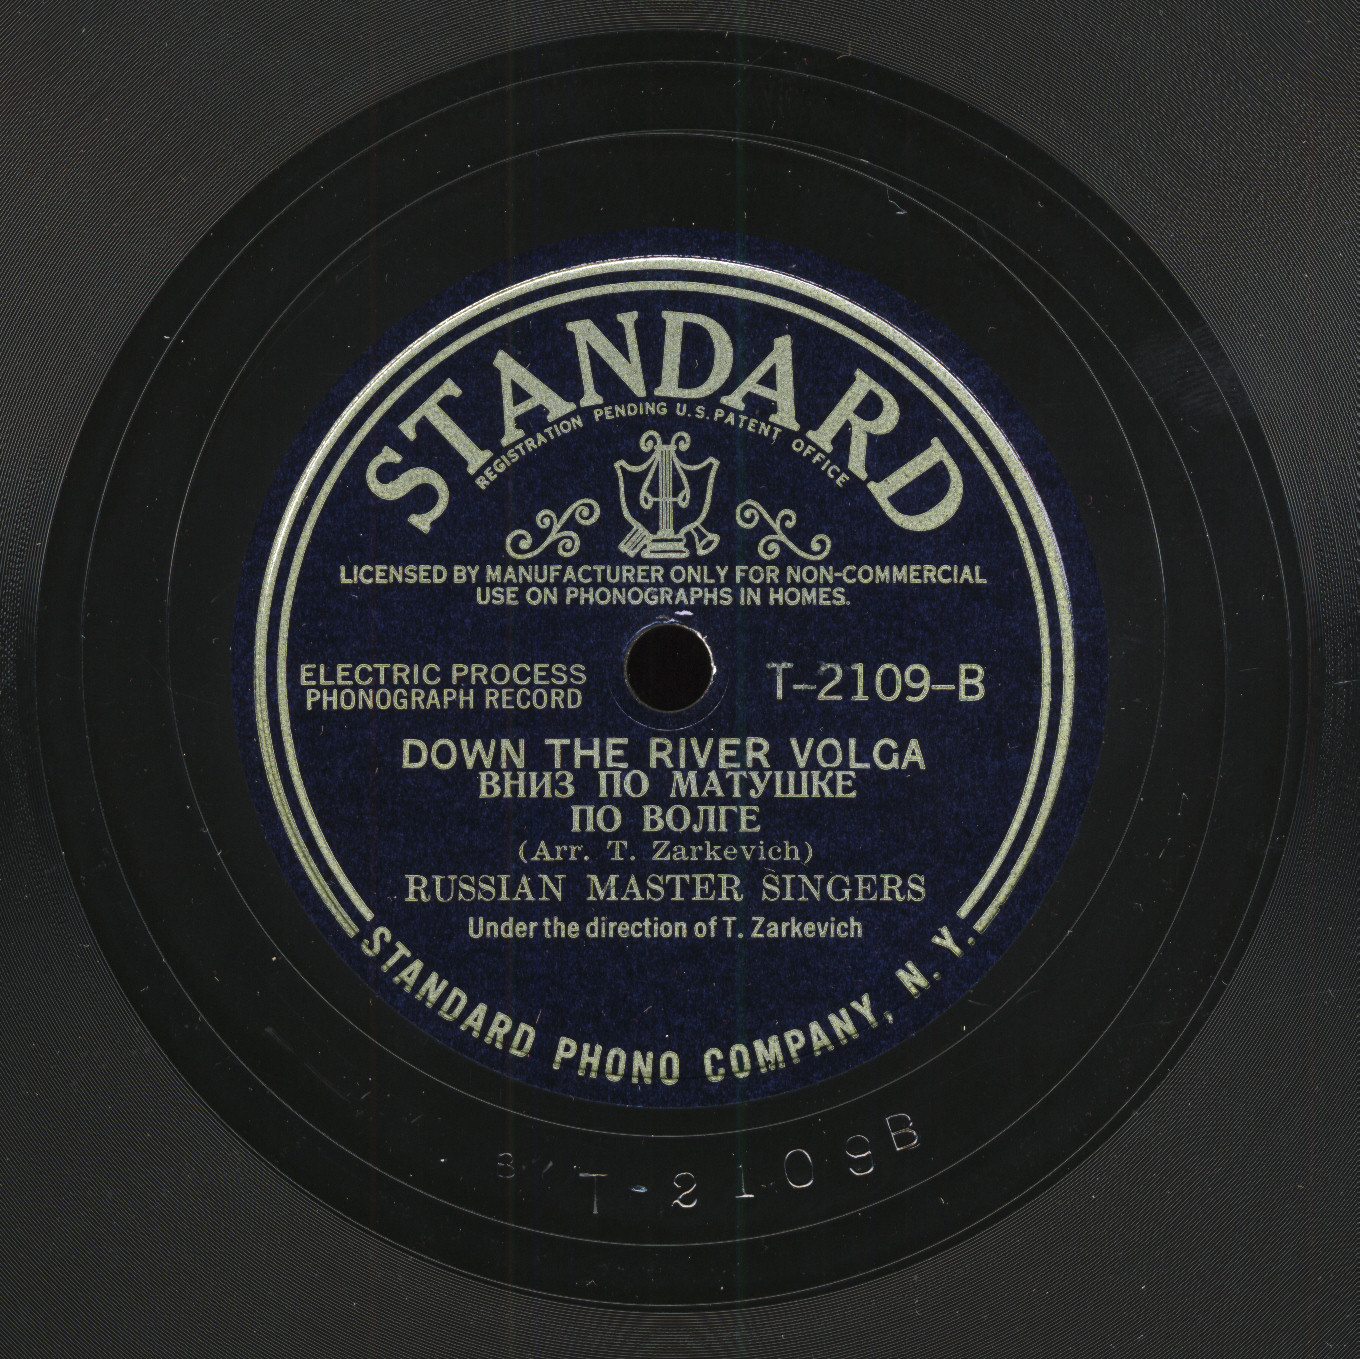 STANDARD
REGISTRATION PENDING U.S. PATENT OFFICE
LICENSED BY MANUFACTURER ONLY FOR NON-COMMERCIAL
USE ON PHONOGRAPHS IN HOMES.
ELECTRIC PROCESS
PHONOGRAPH RECORD
T-2109-B
DOWN THE RIVER VOLGA
ВНИЗ ПО МАТУШКЕ
ПО ВОЛГЕ
(Arr. T. Zarkevich)
RUSSIAN MASTER SINGERS
Under the direction of T. Zarkevich
STANDARD PHONO COMPANY, N. Y.
T-2109B